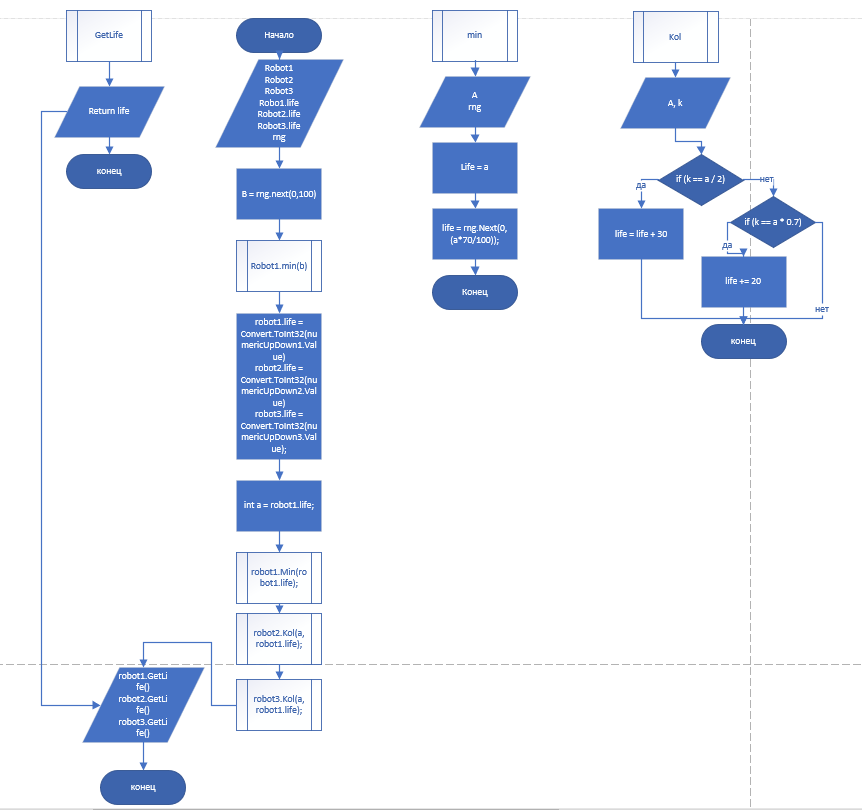 GetLife
Return life
конец
Начало
Robot1
Robot2
Robot3
Robo1.life
Robot2.life
Robot3.life
rng
B = rng.next(0,100)
Robot1.min(b)
robot1.life =
Convert.ToInt32(nu
mericUpDown1.Val
ue)
robot2.life =
Convert.ToInt32(nu
mericUpDown2.Val
ue)
robot3.life =
Convert.ToInt32(nu
mericUpDown3.Val
ue);
int a = robot1.life;
robot1.Min(ro
bot1.life);
robot2.Kol(a,
robot1.life);
robot3.Kol(a,
robot1.life);
robot1.GetLi
fe()
robot2.GetLi
fe()
robot3.GetLi
fe()
конец
min
A
rng
Life = a
life = rng.Next(0,
(a*70/100));
Конец
Kol
A, k
if (k == a / 2)
да
нет
life = life + 30
if (k == a * 0.7)
да
life += 20
нет
конец